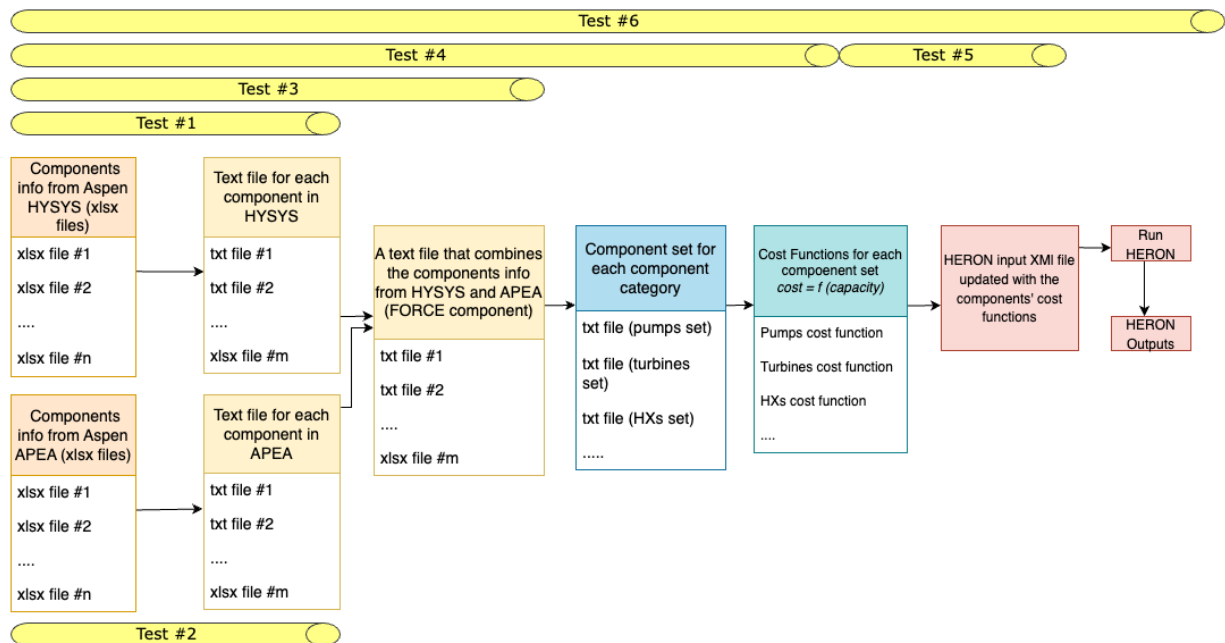 Test #6
Test #4
Test #5
Test #3
Test #1
Components
info from Aspen
HYSYS (xlsx
files)
xlsx file #1
xlsx file #2
....
xlsx file #n
Text file for each
component in
HYSYS
txt file #1
txt file #2
....
xlsx file #m
Components
info from Aspen
APEA (xlsx files)
xlsx file #1
xlsx file #2
....
xlsx file #n
Text file for each
component in
APEA
txt file #1
txt file #2
....
xlsx file #m
A text file that combines
the components info
from HYSYS and APEA
(FORCE component)
txt file #1
txt file #2
....
xlsx file #m
Component set for
each component
category
txt file (pumps set)
txt file (turbines
set)
txt file (HXs set)
.....
Cost Functions for each
compoenent set
cost = f (capacity)
Pumps cost function
Turbines cost function
HXs cost function
....
HERON input XMl file
updated with the
components' cost
functions
Run
HERON
HERON
Outputs
Test #2